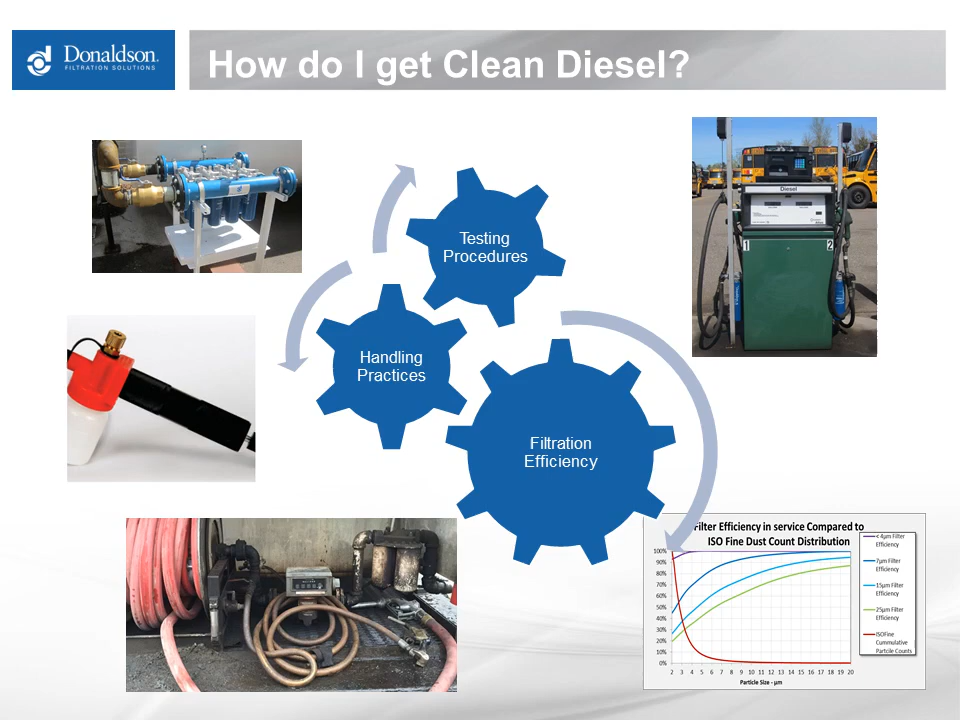 Donaldson.
FILTRATION SOLUTIONS
How do I get Clean Diesel?
Testing
Procedures
Handling
Practices
Filtration
Efficiency
Diesel
1
2
Filter Efficiency in service Compared to
ISO Fine Dust Count Distribution
100%
90%
80%
70%
60%
50%
40%
30%
20%
10%
0%
2 3 4 5 6 7 8 9 10 11 12 13 14 15 16 17 18 19 20
Particle Size - µm
< 4µm Filter
Efficiency
7µm Filter
Efficiency
15µm Filter
Efficiency
25µm Filter
Efficiency
ISOFine
Cummulative
Partcile Counts